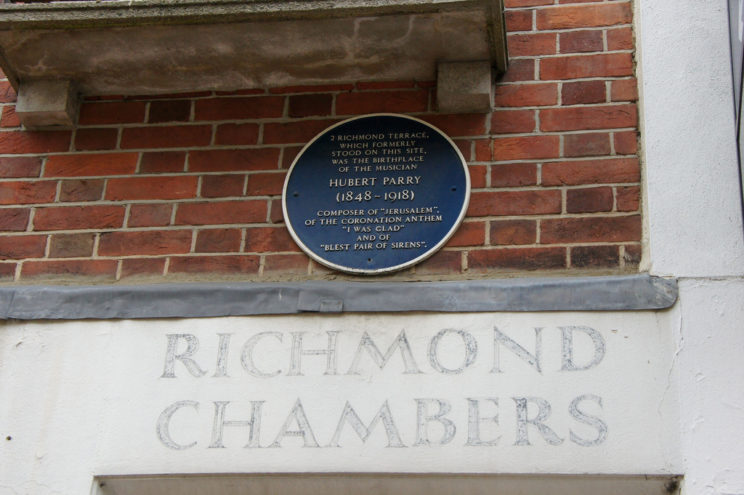 2 RICHMOND TERRACE,
WHICH FORMERLY
STOOD ON THIS SITE,
WAS THE BIRTHPLACE
OF THE MUSICIAN
HUBERT PARRY
(1848-1918)
COMPOSER OF "JERUSALEM",
OF THE CORONATION ANTHEM
"I WAS GLAD"
AND OF
"BLEST PAIR OF SIRENS".
RICHMOND
CHAMBERS